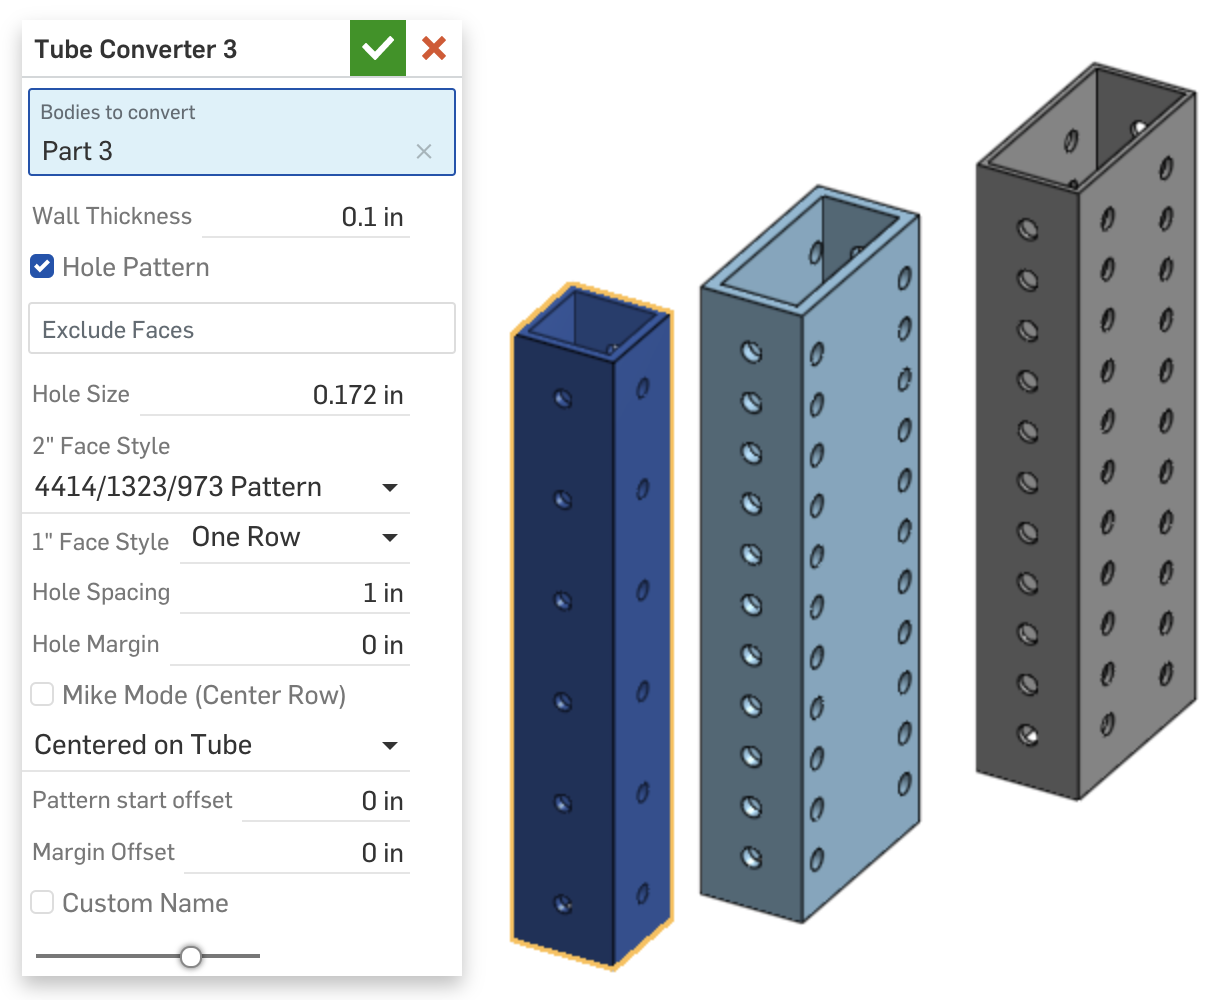 Tube Converter 3
Bodies to convert
Part 3
Wall Thickness 0.1 in
Hole Pattern
Exclude Faces
Hole Size 0.172 in
2" Face Style
4414/1323/973 Pattern
1" Face Style One Row
Hole Spacing 1 in
Hole Margin 0 in
Mike Mode (Center Row)
Centered on Tube
Pattern start offset 0 in
Margin Offset 0 in
Custom Name